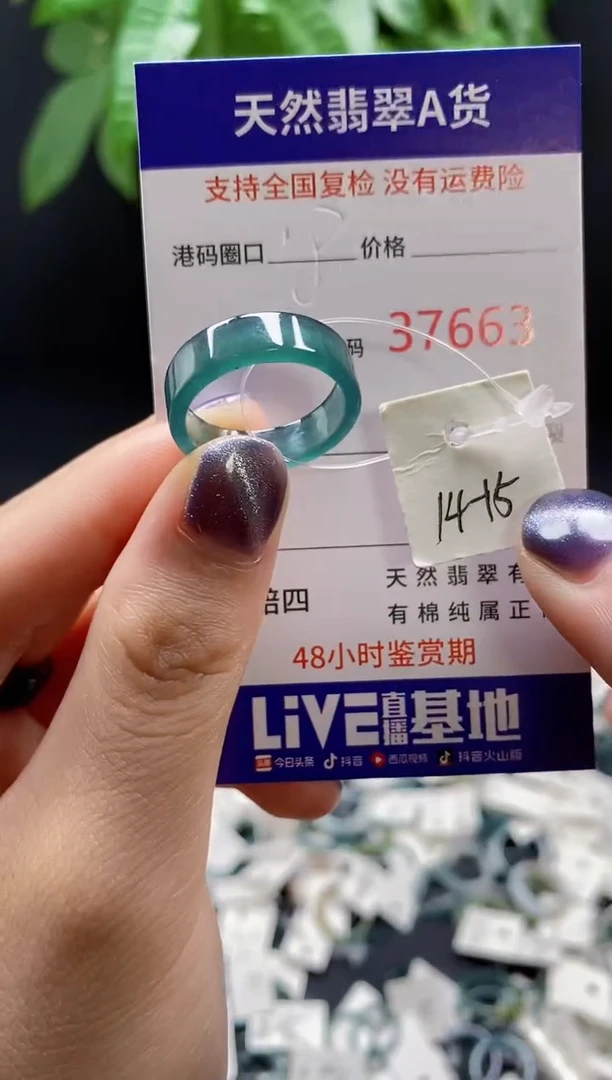 天然翡翠A货
支持全国复检 没有运费险
港码圈口 价格
码 37663
14-15
天然翡翠有
倍四
有棉纯属正
48小时鉴赏期
LiVE直播基地
今日头条 抖音 西瓜视频 抖音火山版